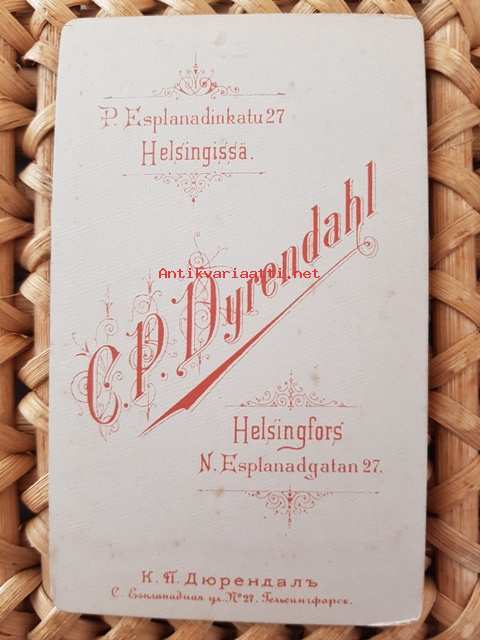 P. Esplanadinkatu 27
Helsingissä.
Antikvariaatti.net
C.P. Dyrendahl
Helsingfors
N. Esplanadgatan 27.
К. П. Дюрендалъ
С. Эспланадная ул. № 27. Гельсингфорсъ.